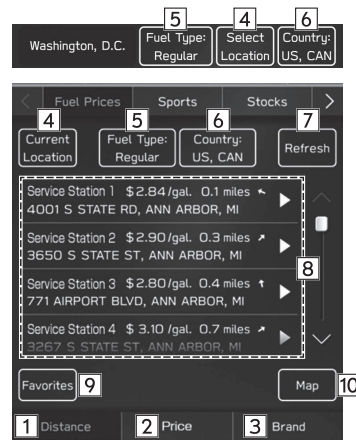 5 4 6
Washington, D.C. Fuel Type: Regular Select Location Country: US, CAN
< Fuel Prices Sports Stocks >
4 5 6 7
Current Location Fuel Type: Regular Country: US, CAN Refresh
Service Station 1 $2.84/gal. 0.1 miles
4001 S STATE RD, ANN ARBOR, MI
Service Station 2 $2.90/gal. 0.3 miles
3650 S STATE ST, ANN ARBOR, MI
8
Service Station 3 $2.80/gal. 0.4 miles
771 AIRPORT BLVD, ANN ARBOR, MI
Service Station 4 $ 3.10 /gal. 0.7 miles
3267 S STATE ST, ANN ARBOR, MI
Favorites 9 Map 10
1 Distance 2 Price 3 Brand